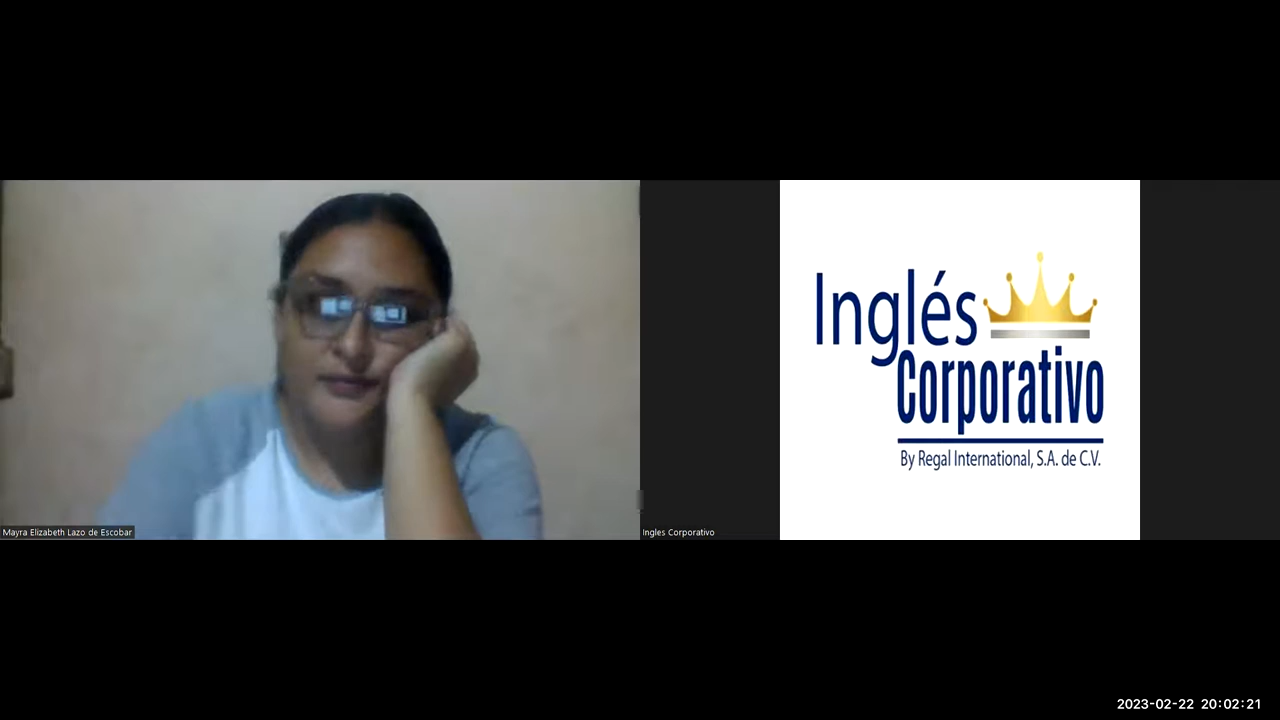 Inglés
Corporativo
By Regal International, S.A. de C.V.
Mayra Elizabeth Lazo de Escobar
Ingles Corporativo
2023-02-22 20:02:21